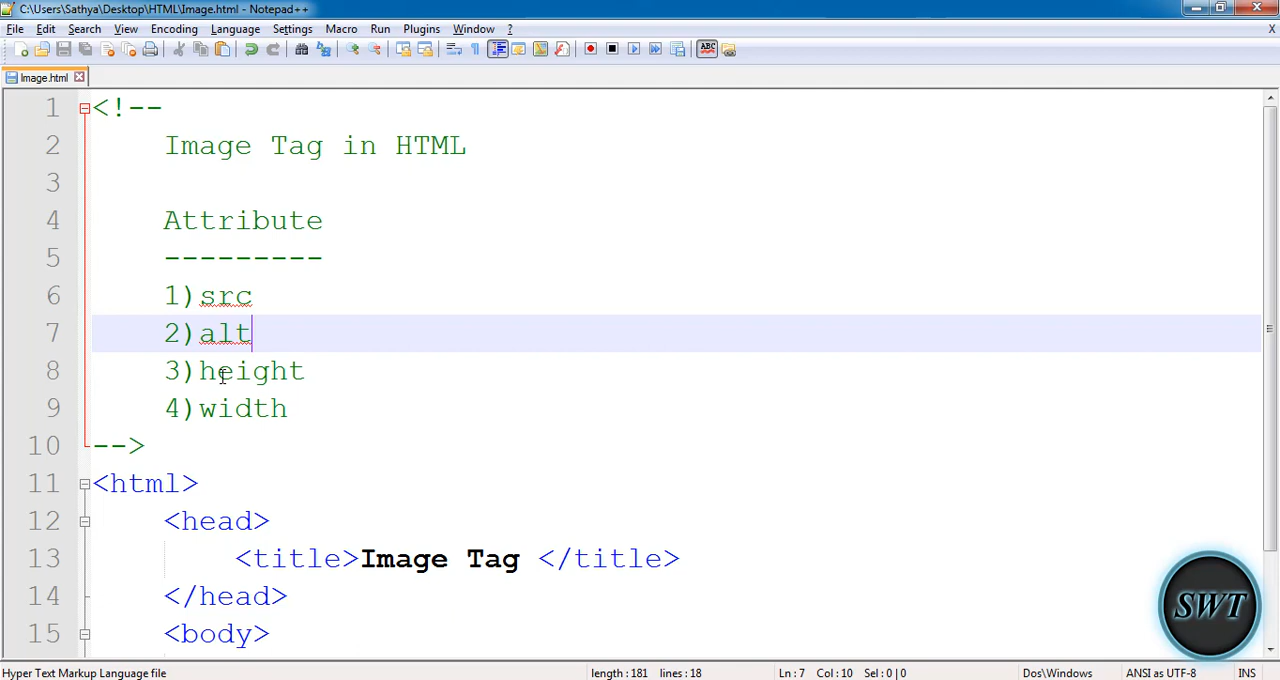 C:\Users\Sathya\Desktop\HTML\Image.html - Notepad++
File Edit Search View Encoding Language Settings Macro Run Plugins Window ? X
ABC
Image.html
1 <!--
2 Image Tag in HTML
3
4 Attribute
5 ---------
6 1)src
7 2)alt
8 3)height
9 4)width
10 -->
11 <html>
12 <head>
13 <title>Image Tag </title>
14 </head>
15 <body>
SWT
Hyper Text Markup Language file length : 181 lines : 18 Ln : 7 Col : 10 Sel : 0 | 0 Dos\Windows ANSI as UTF-8 INS